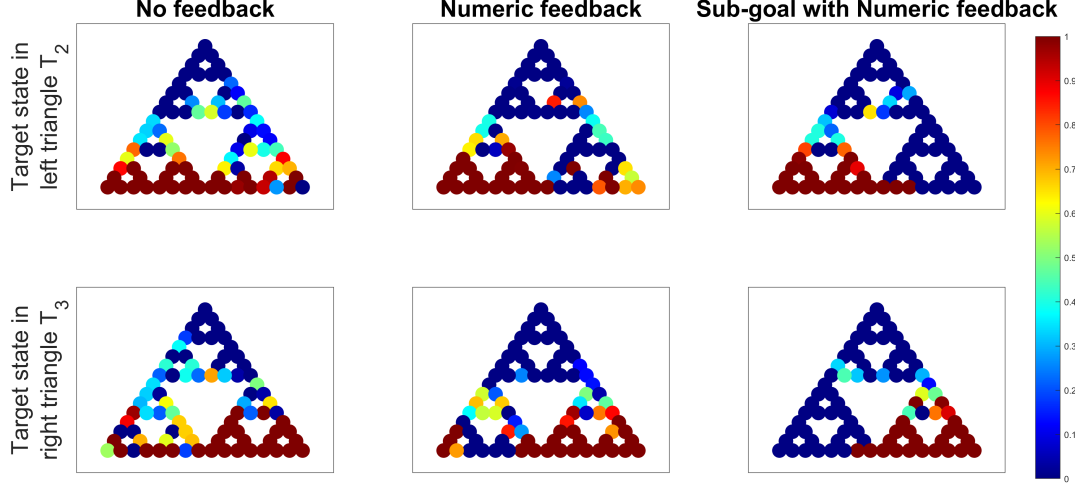 No feedback
Numeric feedback
Sub-goal with Numeric feedback
Target state in
left triangle T2
Target state in
right triangle T3
1
0.9
0.8
0.7
0.6
0.5
0.4
0.3
0.2
0.1
0